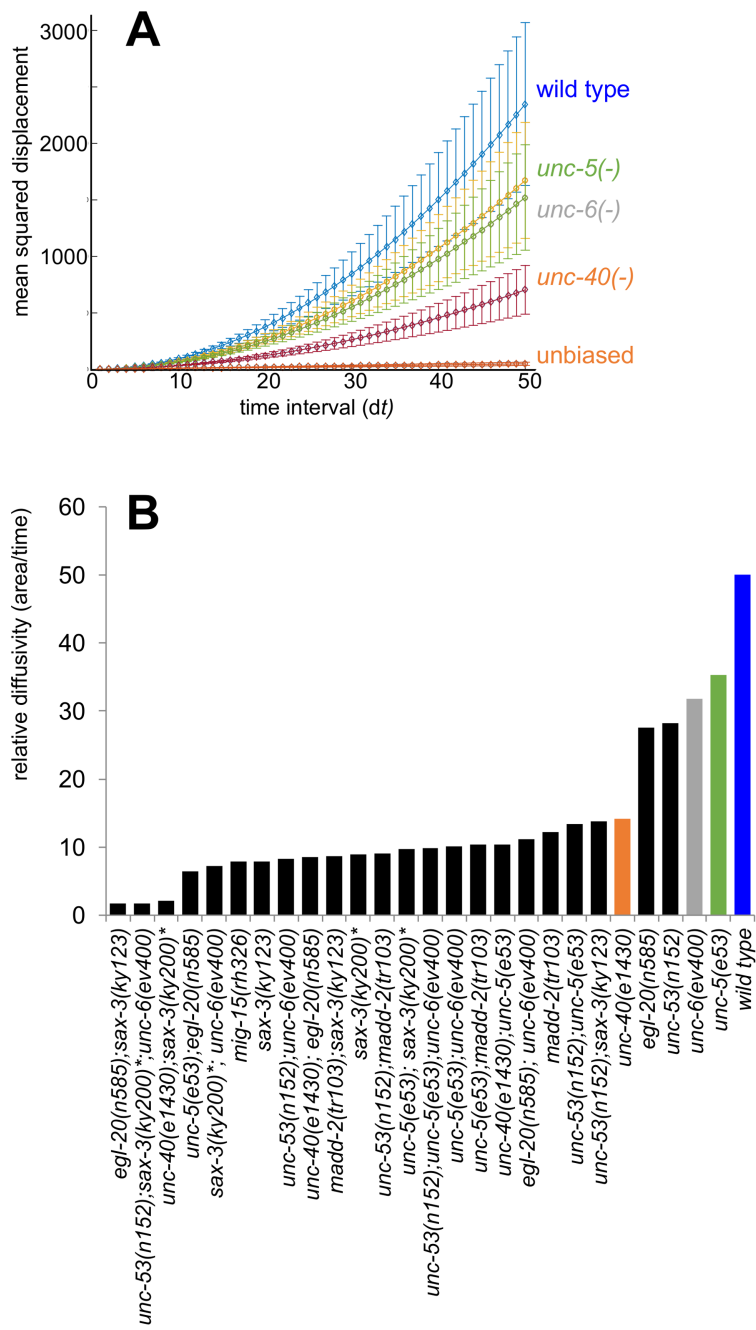 A
3000
2000
1000
mean squared displacement
wild type
unc-5(-)
unc-6(-)
unc-40(-)
unbiased
10
20
30
40
50
time interval (dt)
B
60
50
40
30
20
10
0
relative diffusivity (area/time)
egl-20(n585);sax-3(ky123)
unc-53(n152);sax-3(ky200)*;unc-6(ev400)
unc-40(e1430);sax-3(ky200)*
unc-5(e53);egl-20(n585)
sax-3(ky200)*; unc-6(ev400)
mig-15(rh326)
sax-3(ky123)
unc-53(n152);unc-6(ev400)
unc-40(e1430); egl-20(n585)
madd-2(tr103);sax-3(ky123)
sax-3(ky200)*
unc-53(n152);madd-2(tr103)
unc-5(e53); sax-3(ky200)*
unc-53(n152);unc-5(e53);unc-6(ev400)
unc-5(e53);unc-6(ev400)
unc-5(e53);madd-2(tr103)
unc-40(e1430);unc-5(e53)
egl-20(n585); unc-6(ev400)
madd-2(tr103)
unc-53(n152);unc-5(e53)
unc-53(n152);sax-3(ky123)
unc-40(e1430)
egl-20(n585)
unc-53(n152)
unc-6(ev400)
unc-5(e53)
wild type